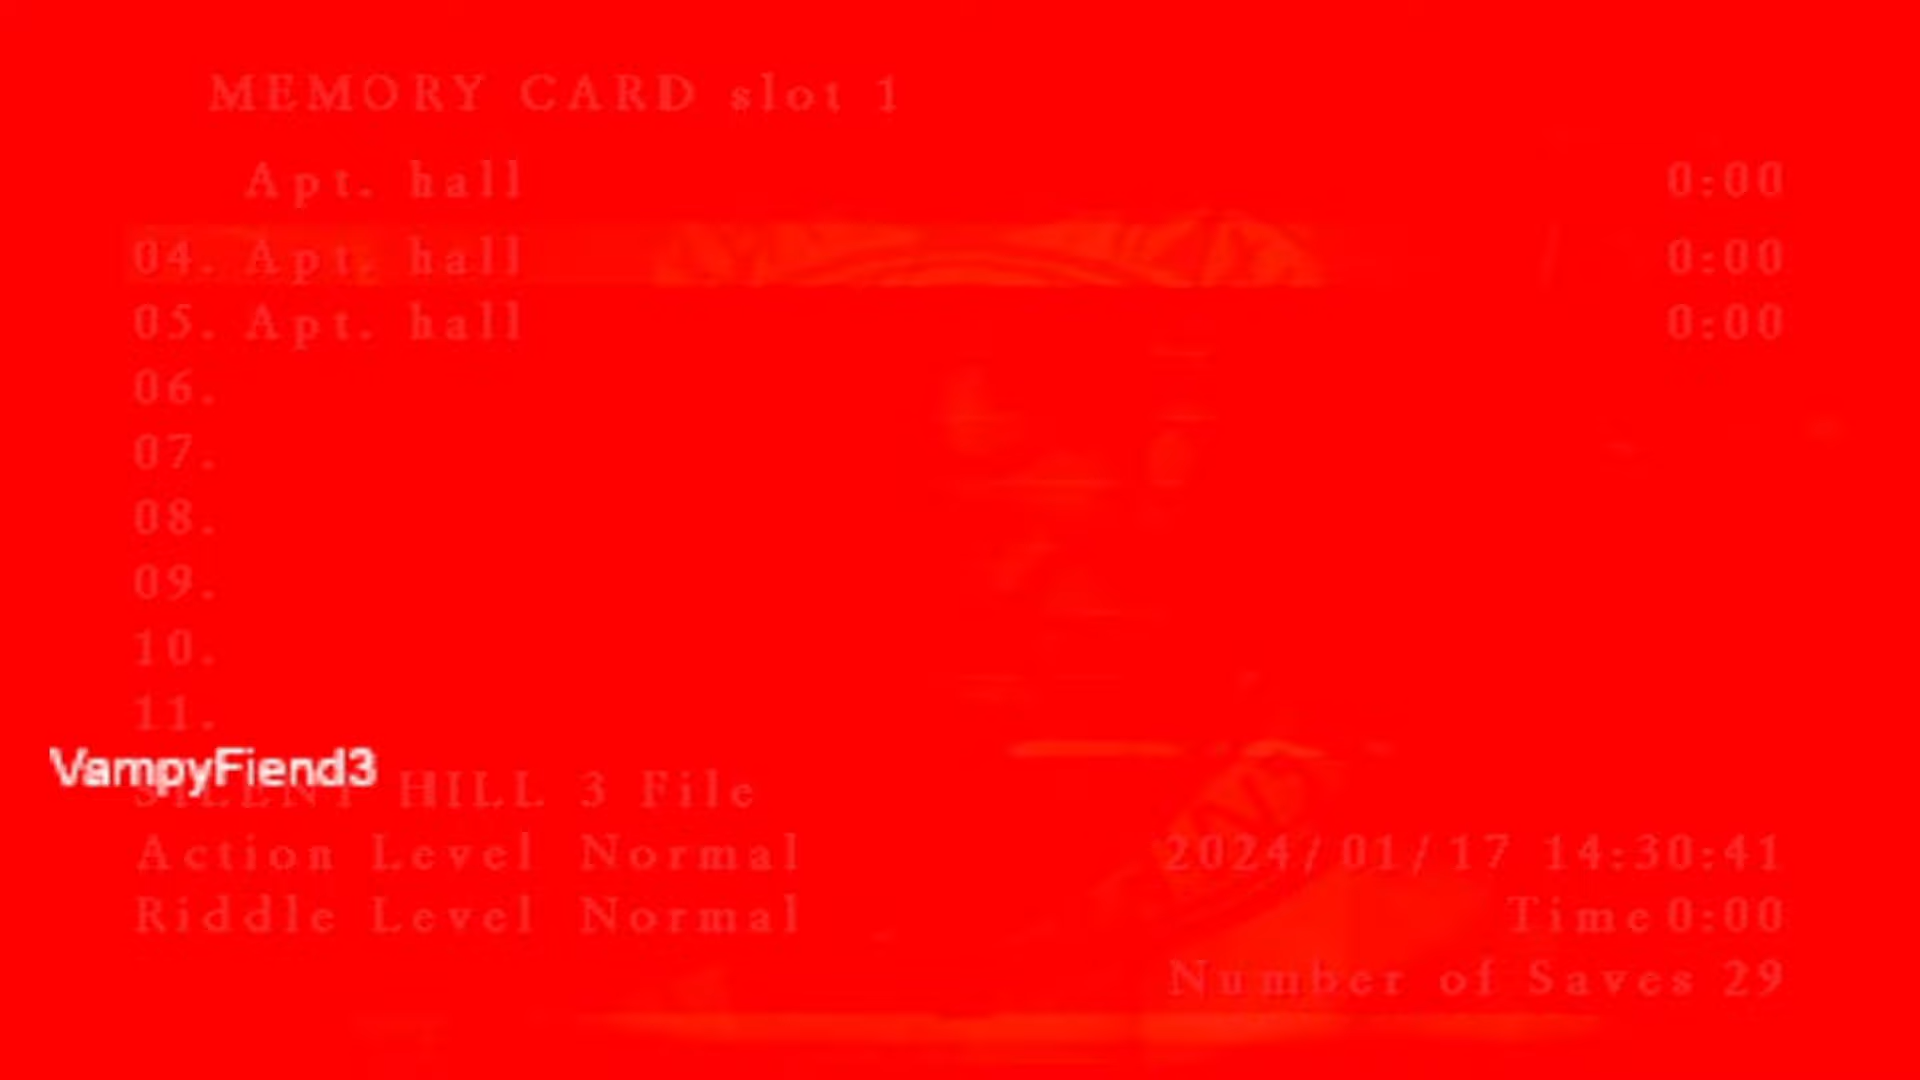 MEMORY CARD slot 1
Apt. hall 0:00
04. Apt. hall 0:00
05. Apt. hall 0:00
06.
07.
08.
09.
10.
11.
VampyFiend3
SILENT HILL 3 File
Action Level Normal 2024/01/17 14:30:41
Riddle Level Normal Time 0:00
Number of Saves 29